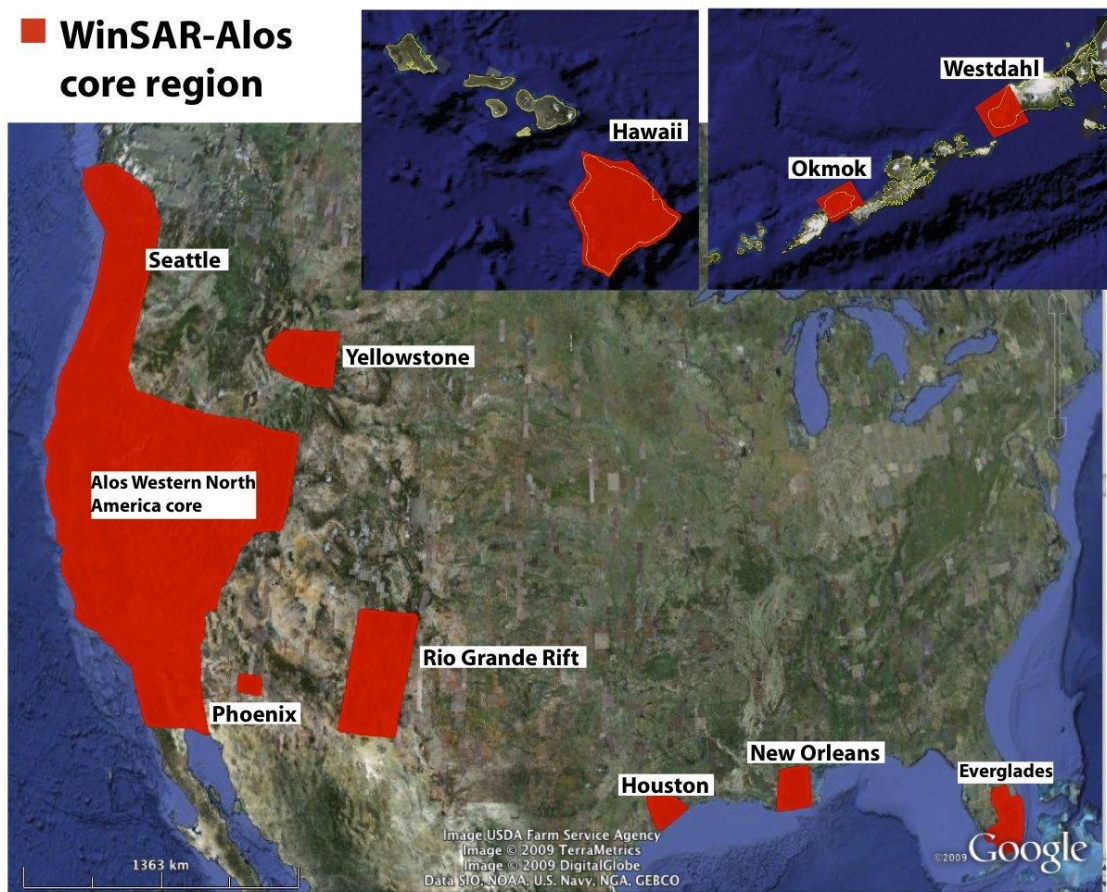 WinSAR-Alos
core region
Hawaii
Westdahl
Okmok
Seattle
Yellowstone
Alos Western North
America core
Rio Grande Rift
Phoenix
New Orleans
Houston
Everglades
Image USDA Farm Service Agency
Image © 2009 TerraMetrics
Image © 2009 DigitalGlobe
Data SIO, NOAA, U.S. Navy, NGA, GEBCO
©2009 Google
1363 km